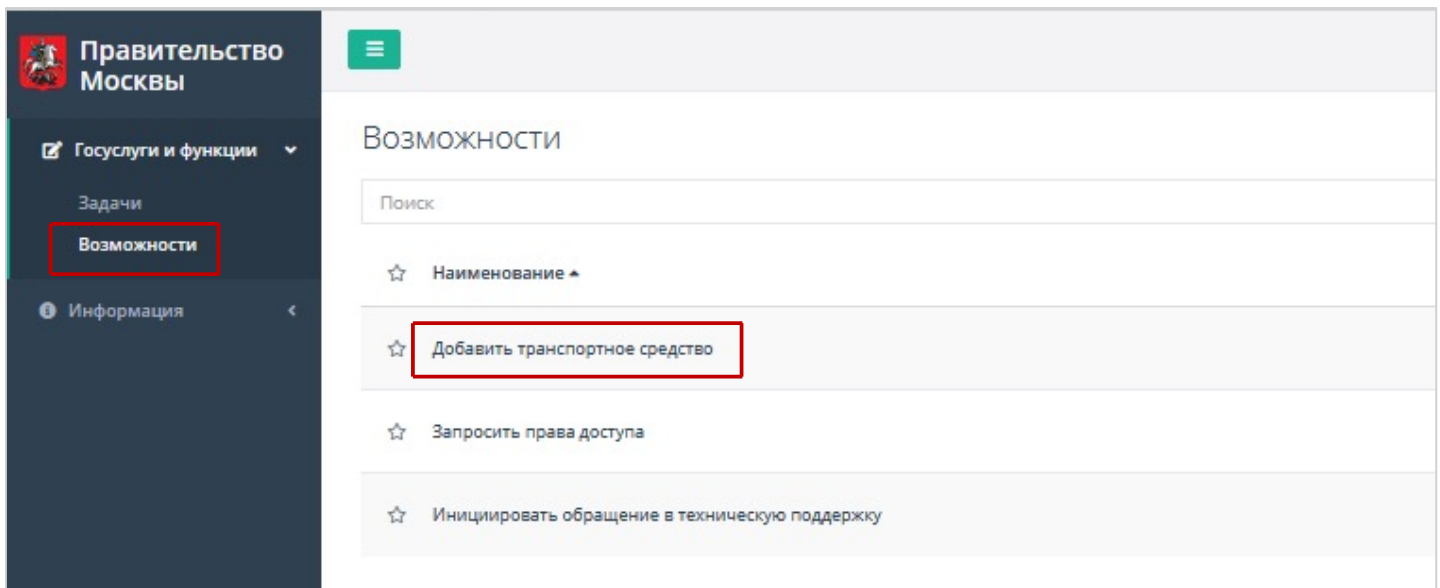 Правительство
Москвы
Госуслуги и функции
Задачи
Возможности
Информация
Возможности
Поиск
Наименование
Добавить транспортное средство
Запросить права доступа
Инициировать обращение в техническую поддержку